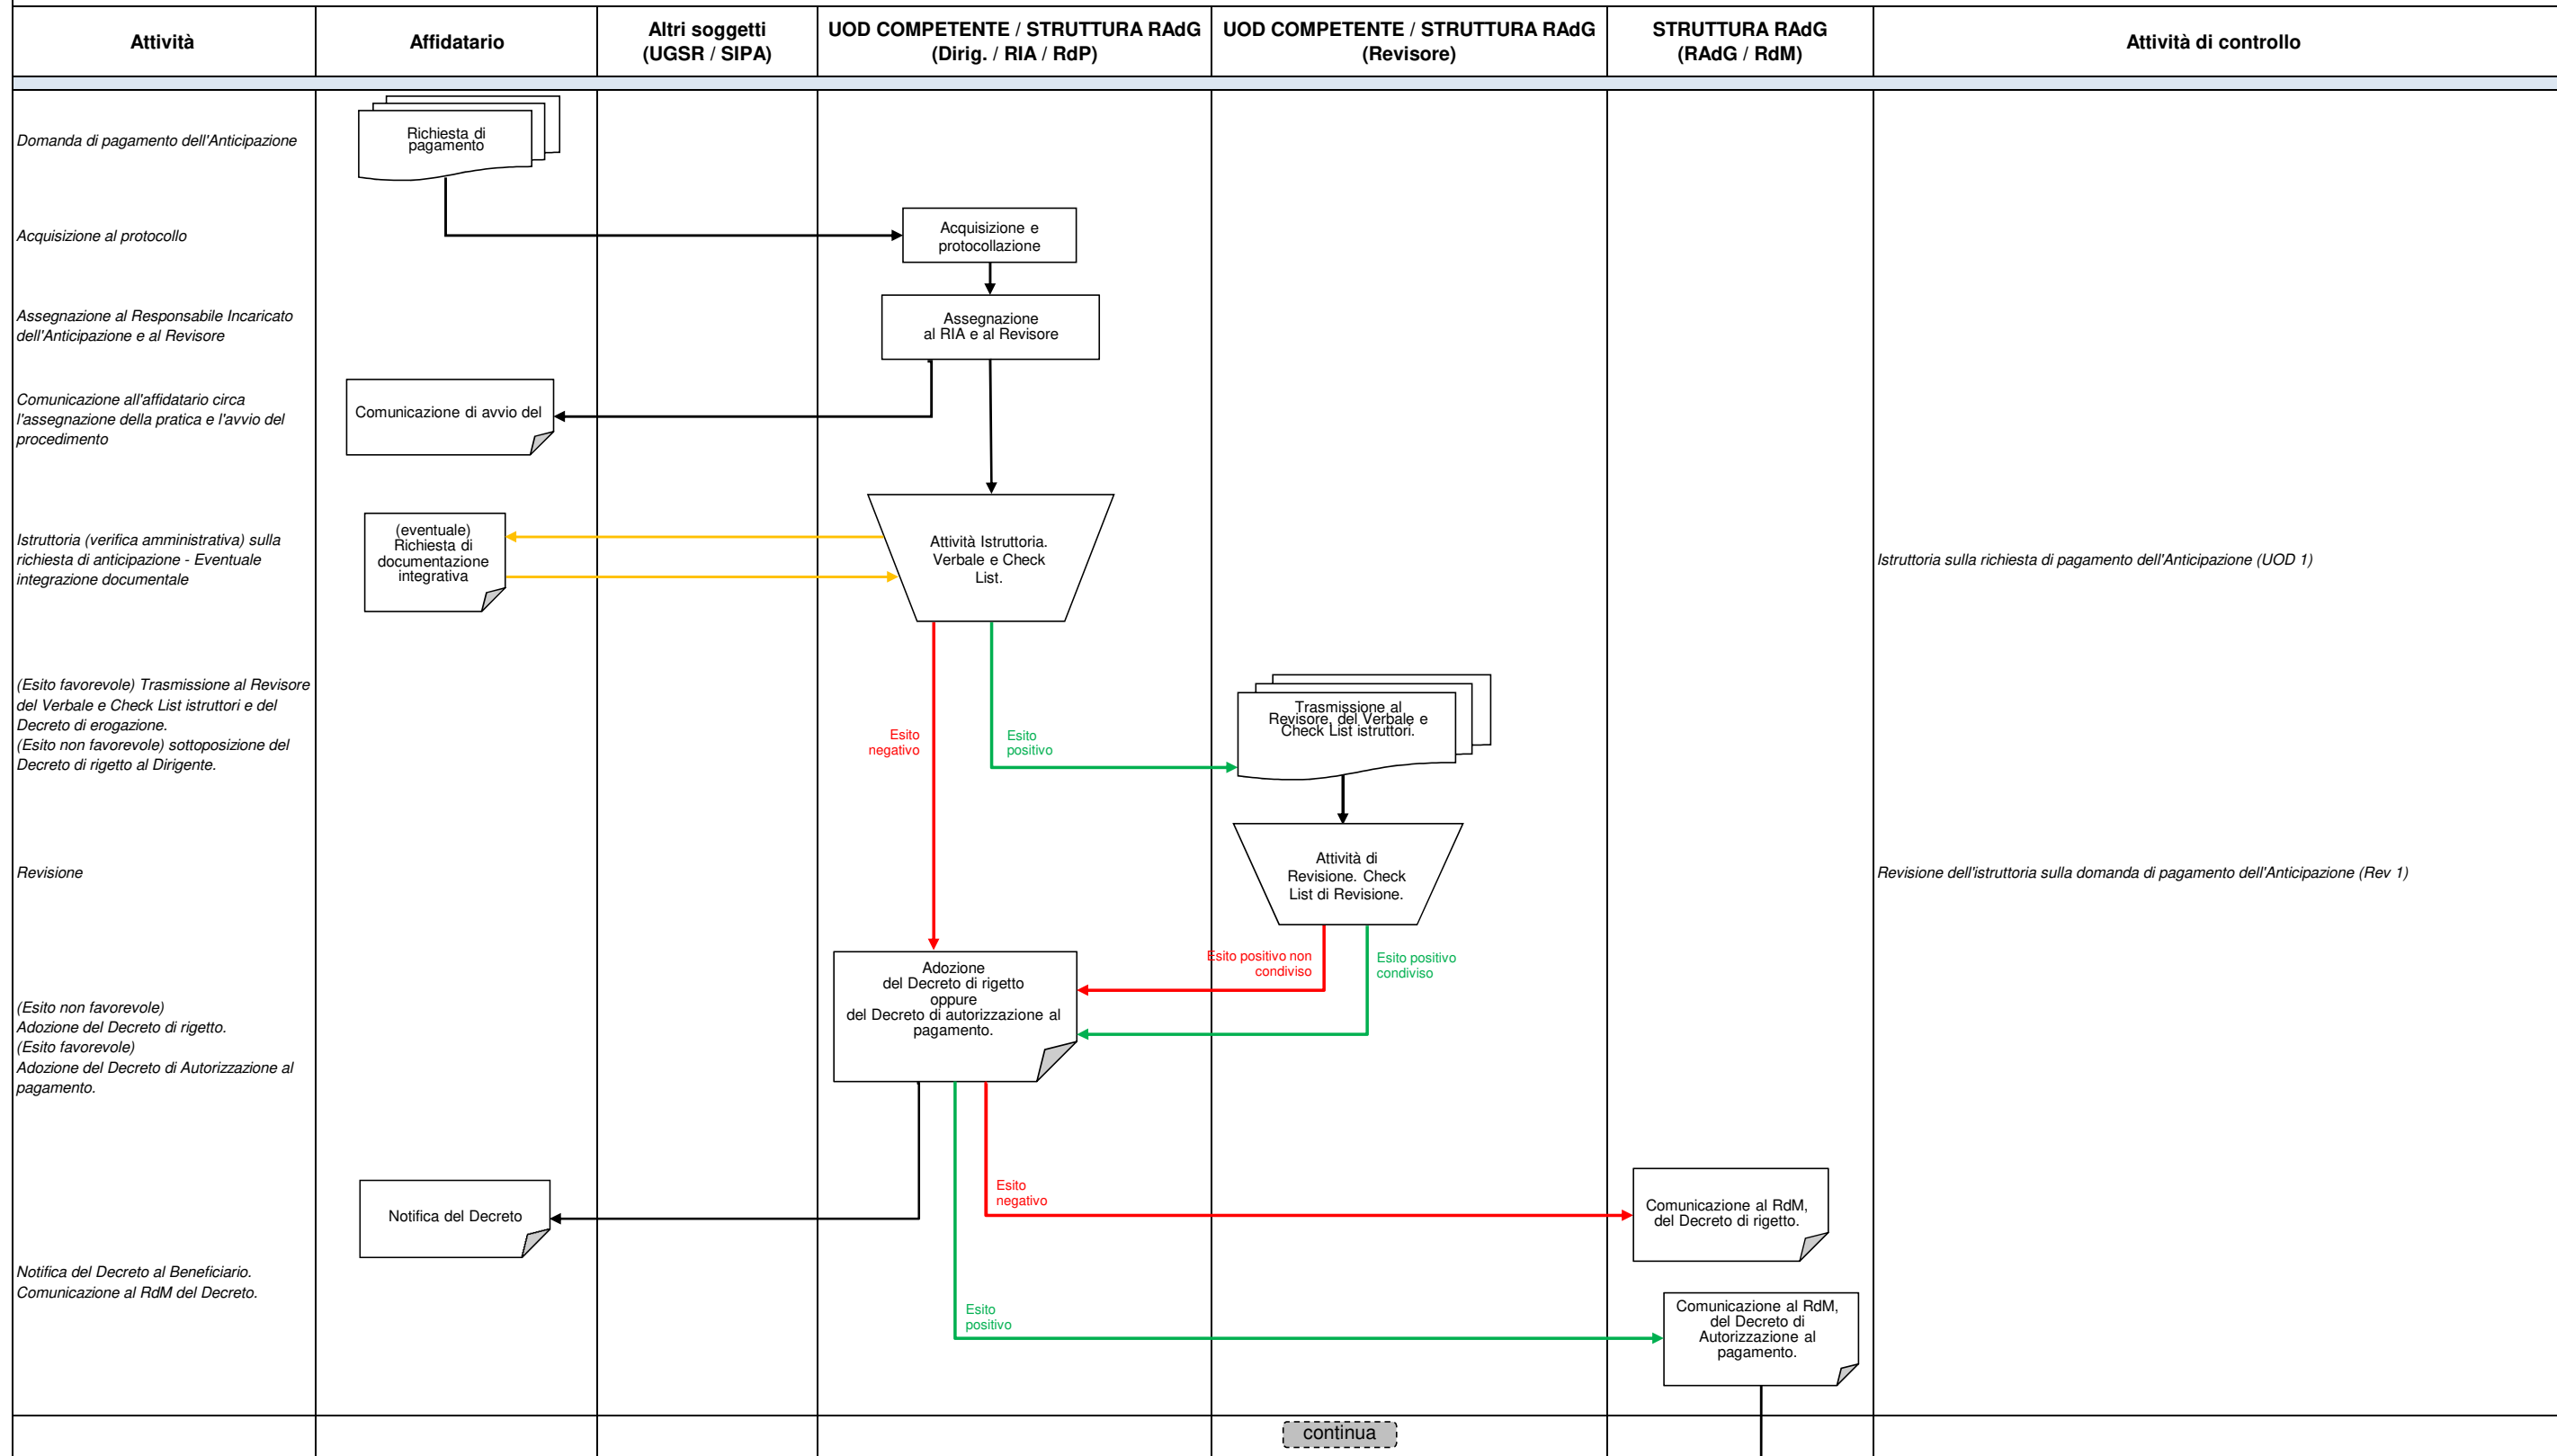 Attività
Affidatario
Altri soggetti
(UGSR / SIPA)
UOD COMPETENTE / STRUTTURA RAdG
(Dirig. / RIA / RdP)
UOD COMPETENTE / STRUTTURA RAdG
(Revisore)
STRUTTURA RAdG
(RAdG / RdM)
Attività di controllo
Domanda di pagamento dell'Anticipazione
Richiesta di
pagamento
Acquisizione al protocollo
Acquisizione e
protocollazione
Assegnazione al Responsabile Incaricato
dell'Anticipazione e al Revisore
Assegnazione
al RIA e al Revisore
Comunicazione all'affidatario circa
l'assegnazione della pratica e l'avvio del
procedimento
Comunicazione di avvio del
Istruttoria (verifica amministrativa) sulla
richiesta di anticipazione - Eventuale
integrazione documentale
(eventuale)
Richiesta di
documentazione
integrativa
Attività Istruttoria.
Verbale e Check
List.
Istruttoria sulla richiesta di pagamento dell'Anticipazione (UOD 1)
(Esito favorevole) Trasmissione al Revisore
del Verbale e Check List istruttori e del
Decreto di erogazione.
(Esito non favorevole) sottoposizione del
Decreto di rigetto al Dirigente.
Esito
negativo
Esito
positivo
Trasmissione al
Revisore, del Verbale e
Check List istruttori.
Revisione
Attività di
Revisione. Check
List di Revisione.
Revisione dell'istruttoria sulla domanda di pagamento dell'Anticipazione (Rev 1)
Esito positivo non
condiviso
Esito positivo
condiviso
(Esito non favorevole)
Adozione del Decreto di rigetto.
(Esito favorevole)
Adozione del Decreto di Autorizzazione al
pagamento.
Adozione
del Decreto di rigetto
oppure
del Decreto di autorizzazione al
pagamento.
Notifica del Decreto
Esito
negativo
Comunicazione al RdM,
del Decreto di rigetto.
Notifica del Decreto al Beneficiario.
Comunicazione al RdM del Decreto.
Esito
positivo
Comunicazione al RdM,
del Decreto di
Autorizzazione al
pagamento.
continua